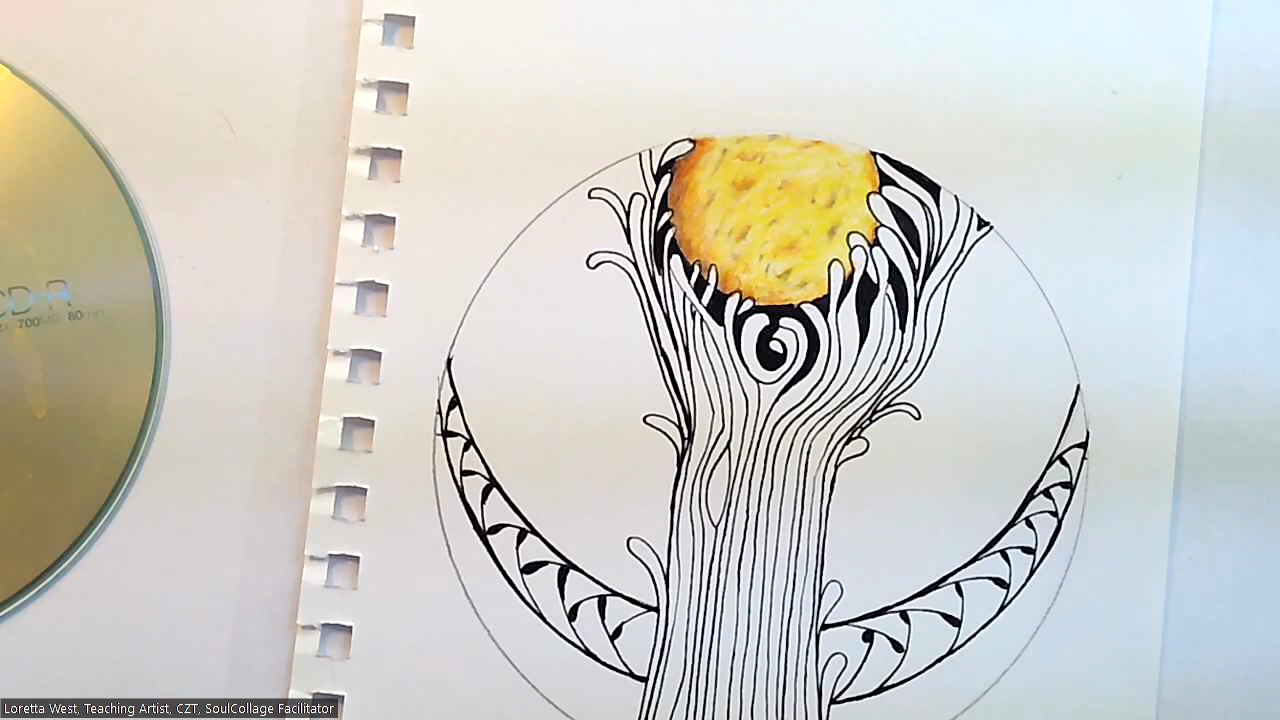 CD-R
700MB 80min
Loretta West, Teaching Artist, CZT, SoulCollage Facilitator